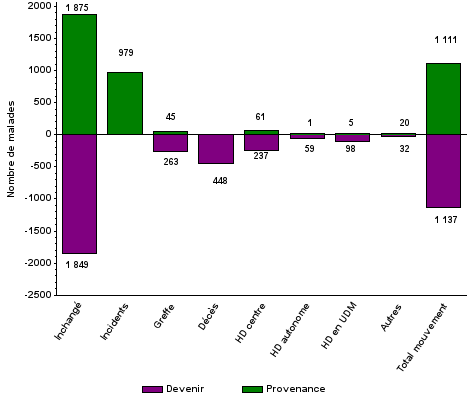 2000
1500
1000
500
0
-500
-1000
-1500
-2000
-2500
Nombre de malades
1 875
979
45
61
1
5
20
1 111
1 849
263
448
237
59
98
32
1 137
Inchangé
Incidents
Greffe
Décès
HD centre
HD autonome
HD en UDM
Autres
Total mouvement
Devenir
Provenance